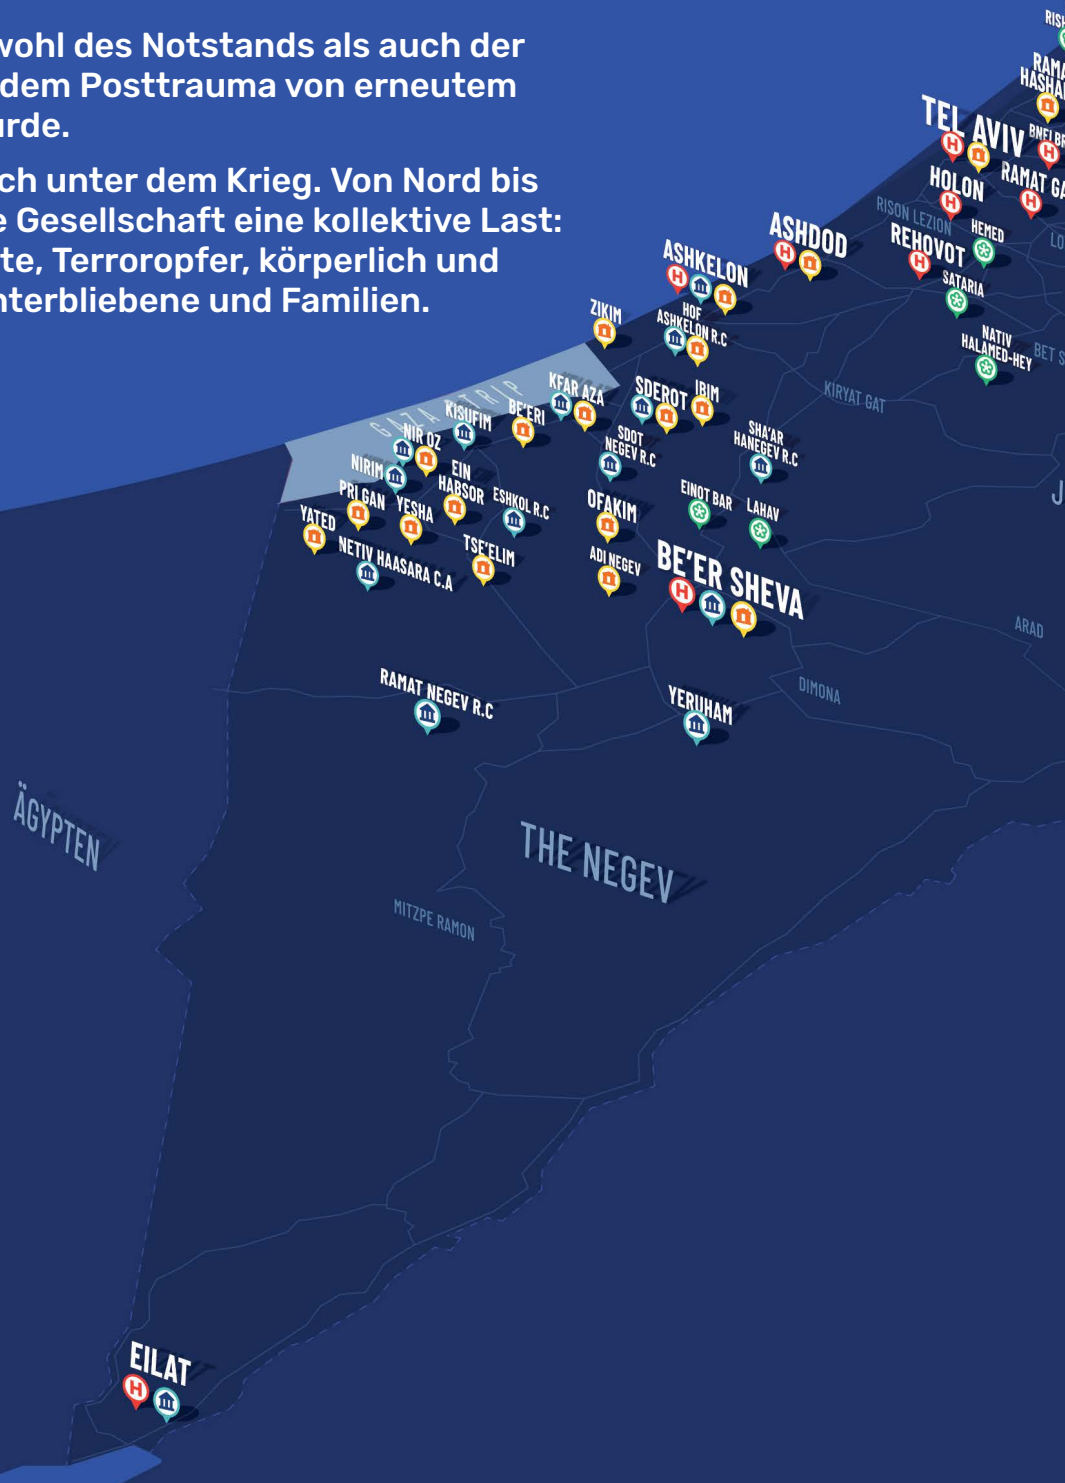 wohl des Notstands als auch der
dem Posttrauma von erneutem
urde.
ch unter dem Krieg. Von Nord bis
e Gesellschaft eine kollektive Last:
te, Terroropfer, körperlich und
nterbliebene und Familien.
RISH
RAMA
HASHA
TEL AVIV
BNEI BR
HOLON
RAMAT GA
RISON LEZION
HEMED
LO
REHOVOT
ASHDOD
SATARIA
ASHKELON
ZIKIM
HOF
ASHKELON R.C
NATIV
HALAMED-HEY
BET S
GAZA STRIP
KFAR AZA
SDEROT
IBIM
KIRYAT GAT
KISUFIM
BE'ERI
NIR OZ
SDOT
NEGEV R.C
SHA'AR
HANEGEV R.C
NIRIM
EIN
HABSOR
PRI GAN
YESHA
ESHKOL R.C
OFAKIM
EINOT BAR
LAHAV
J
YATED
NETIV HAASARA C.A
TSE'ELIM
ADI NEGEV
BE'ER SHEVA
ARAD
RAMAT NEGEV R.C
YERUHAM
DIMONA
ÄGYPTEN
THE NEGEV
MITZPE RAMON
EILAT